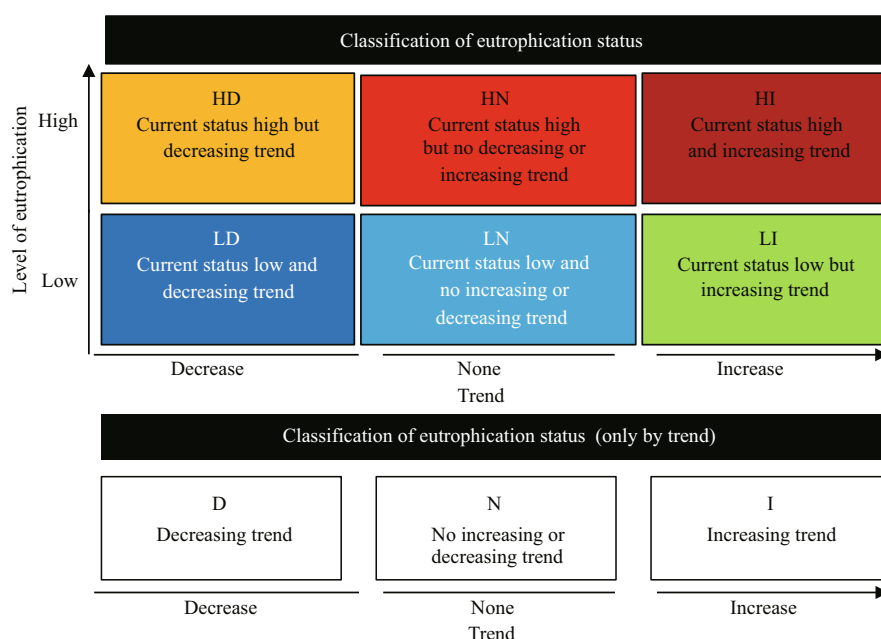 Classification of eutrophication status
Level of eutrophication
High
HD
Current status high but
decreasing trend
HN
Current status high
but no decreasing or
increasing trend
HI
Current status high
and increasing trend
Low
LD
Current status low and
decreasing trend
LN
Current status low and
no increasing or
decreasing trend
LI
Current status low but
increasing trend
Decrease
None
Increase
Trend
Classification of eutrophication status (only by trend)
D
Decreasing trend
N
No increasing or
decreasing trend
I
Increasing trend
Decrease
None
Increase
Trend